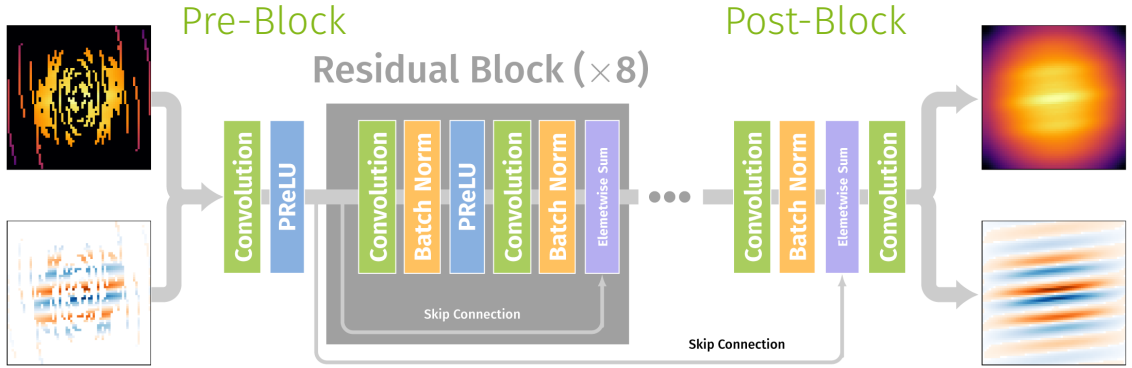 Pre-Block
Post-Block
Residual Block (×8)
Convolution
PReLU
Convolution
Batch Norm
PReLU
Convolution
Batch Norm
Elemetwise Sum
Convolution
Batch Norm
Elemetwise Sum
Convolution
Skip Connection
Skip Connection